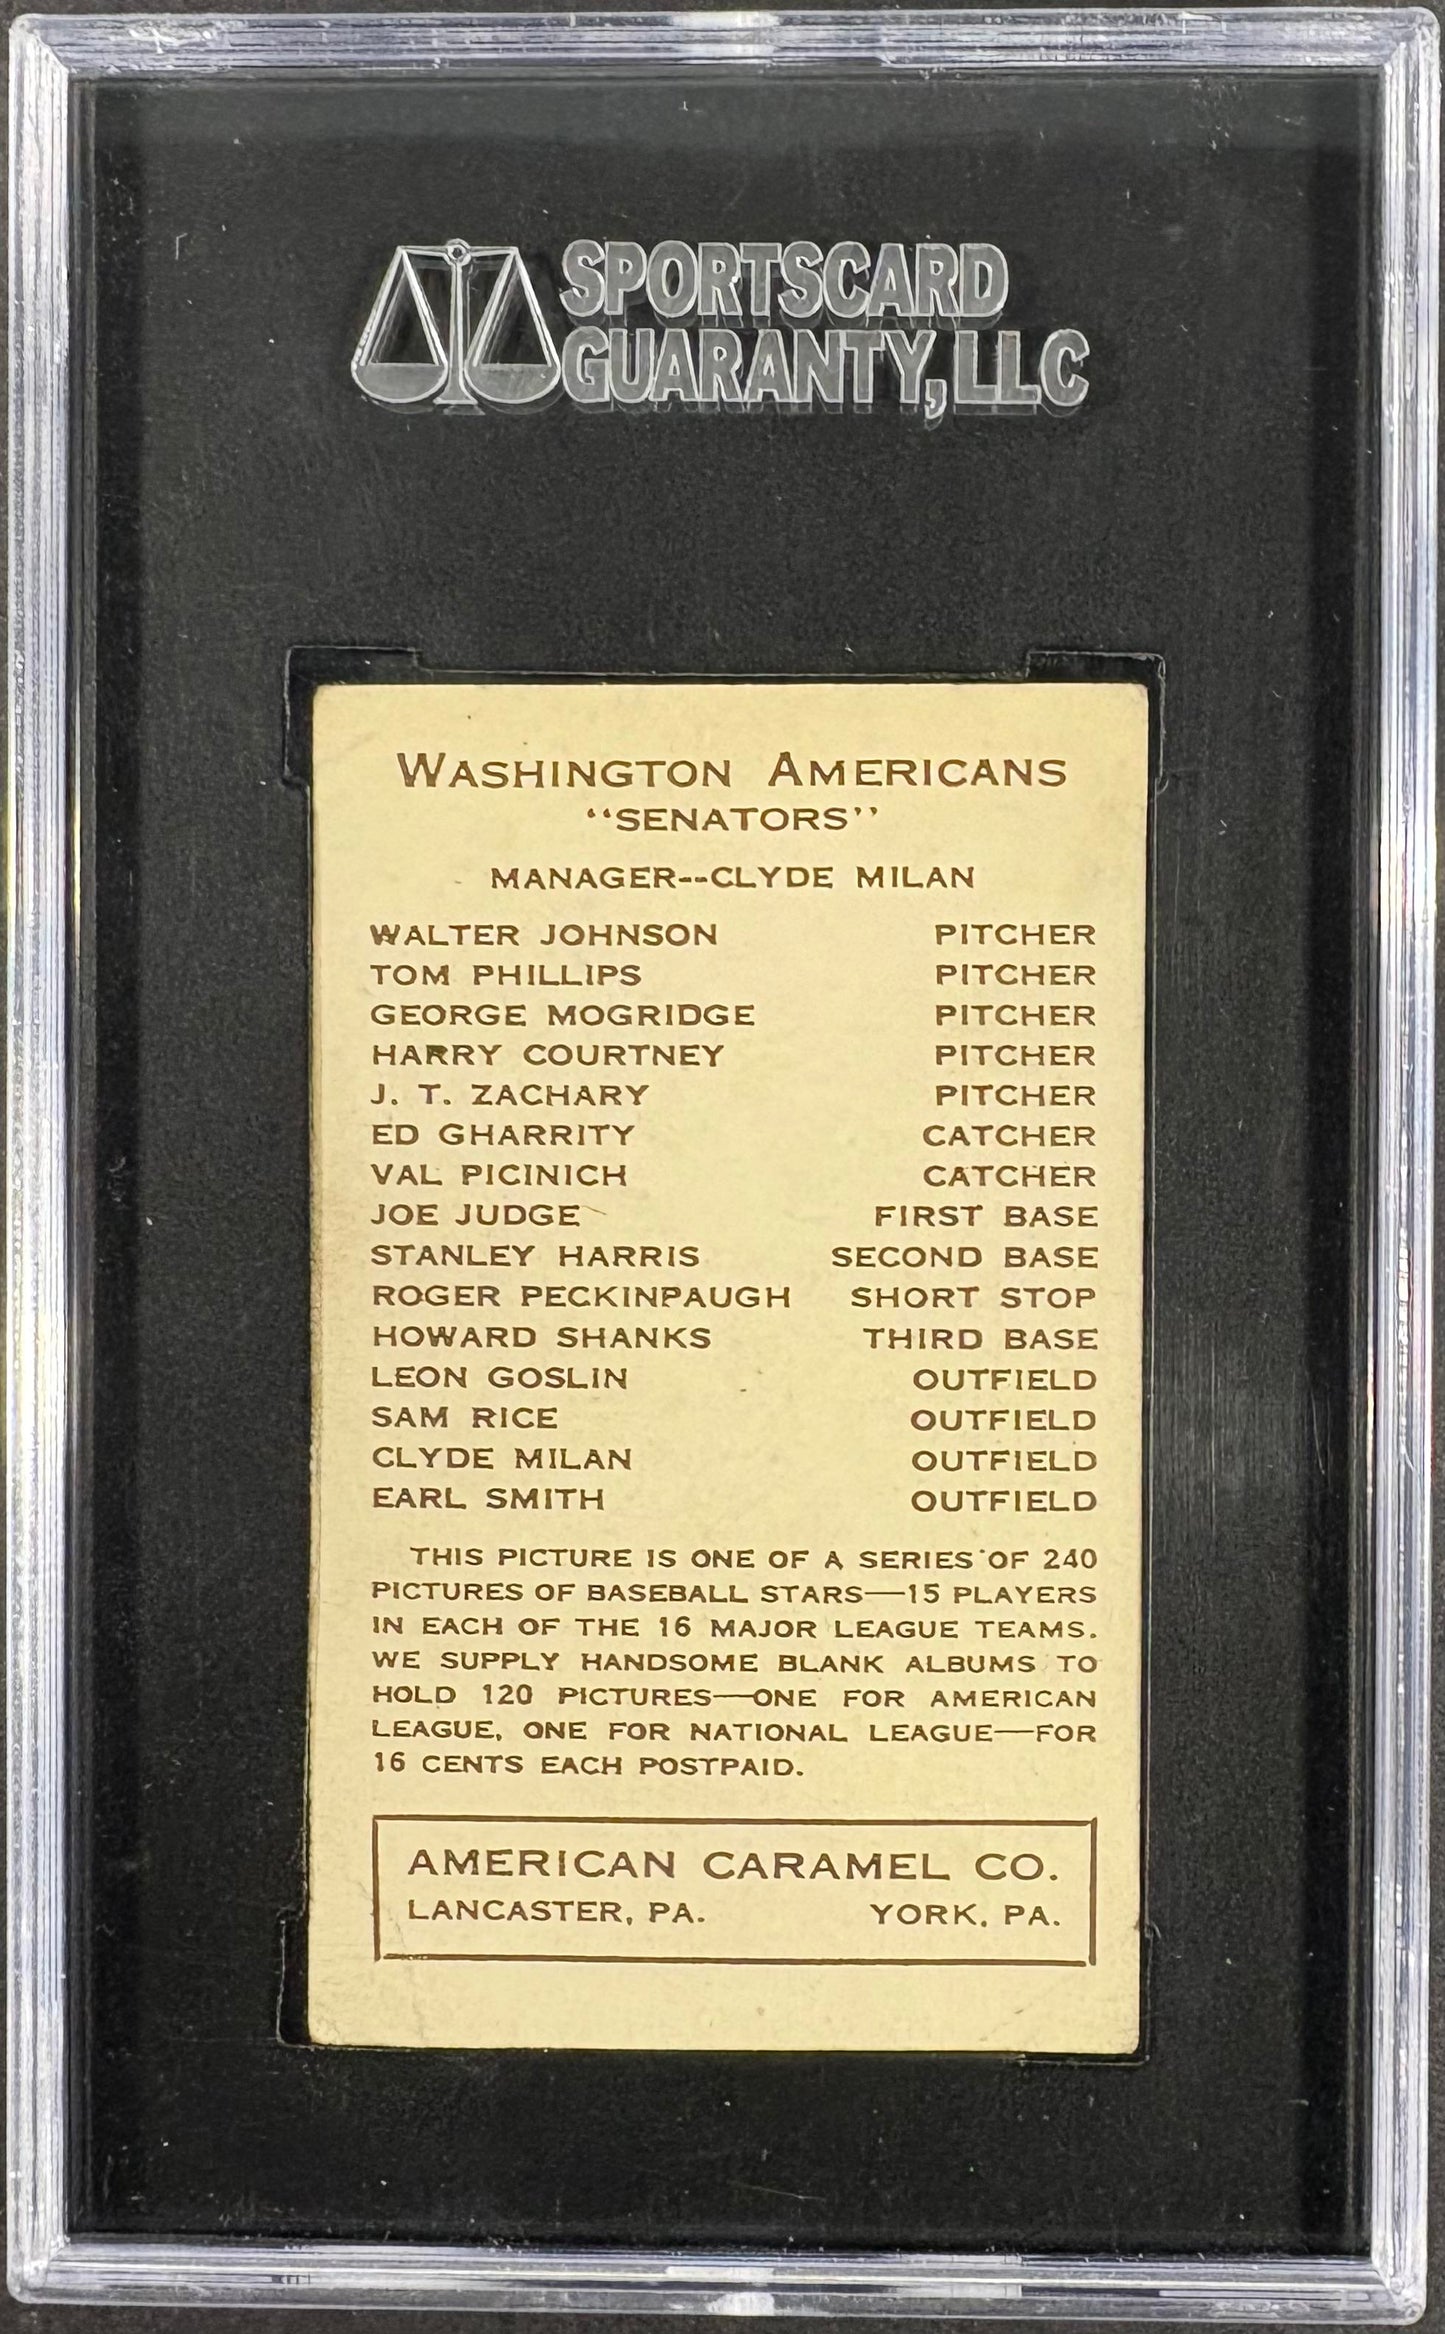 SPORTSCARD
GUARANTY, LLC
WASHINGTON AMERICANS
"SENATORS"
MANAGER--CLYDE MILAN
WALTER JOHNSON PITCHER
TOM PHILLIPS PITCHER
GEORGE MOGRIDGE PITCHER
HARRY COURTNEY PITCHER
J. T. ZACHARY PITCHER
ED GHARRITY CATCHER
VAL PICINICH CATCHER
JOE JUDGE FIRST BASE
STANLEY HARRIS SECOND BASE
ROGER PECKINPAUGH SHORT STOP
HOWARD SHANKS THIRD BASE
LEON GOSLIN OUTFIELD
SAM RICE OUTFIELD
CLYDE MILAN OUTFIELD
EARL SMITH OUTFIELD
THIS PICTURE IS ONE OF A SERIES OF 240
PICTURES OF BASEBALL STARS—15 PLAYERS
IN EACH OF THE 16 MAJOR LEAGUE TEAMS.
WE SUPPLY HANDSOME BLANK ALBUMS TO
HOLD 120 PICTURES—ONE FOR AMERICAN
LEAGUE, ONE FOR NATIONAL LEAGUE—FOR
16 CENTS EACH POSTPAID.
AMERICAN CARAMEL CO.
LANCASTER, PA. YORK, PA.